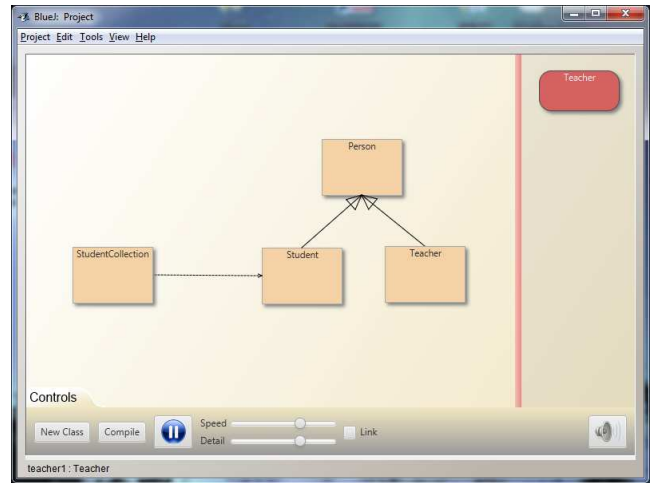 BlueJ: Project
Project Edit Tools View Help
Teacher
Person
StudentCollection
Student
Teacher
Controls
New Class
Compile
Speed
Detail
Link
teacher1 : Teacher